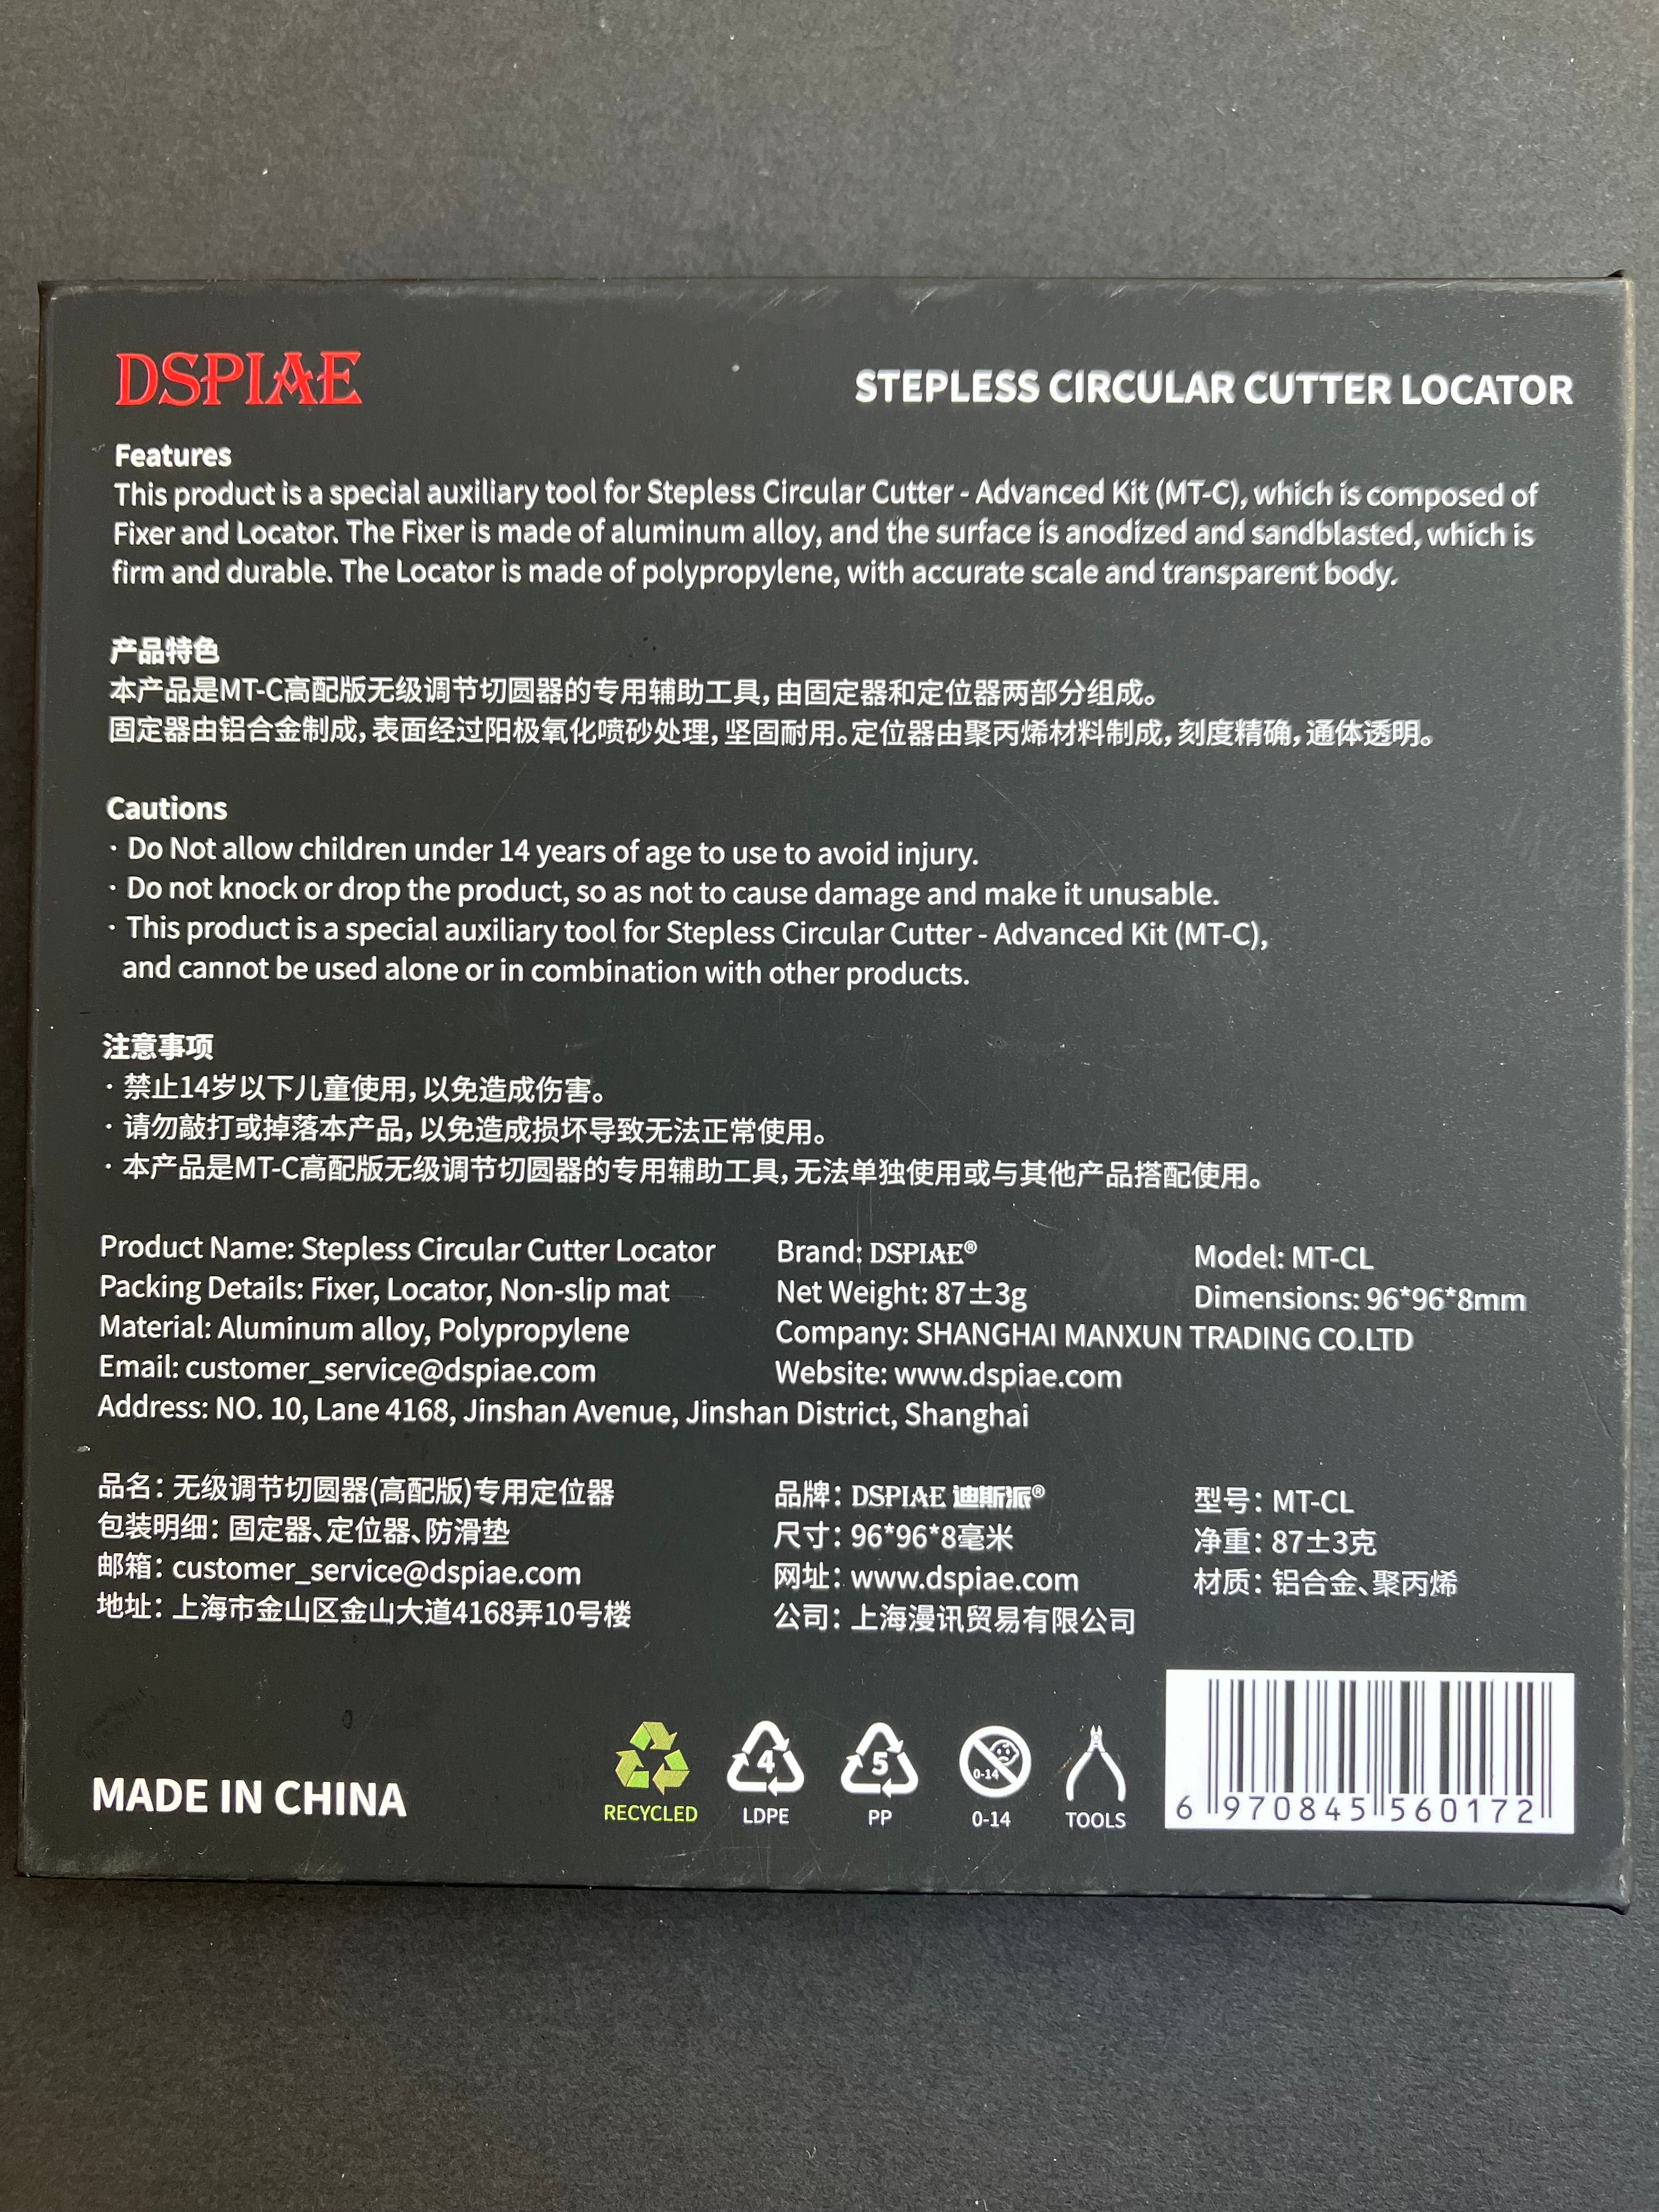 DSPIAE
STEPLESS CIRCULAR CUTTER LOCATOR
Features
This product is a special auxiliary tool for Stepless Circular Cutter - Advanced Kit (MT-C), which is composed of
Fixer and Locator. The Fixer is made of aluminum alloy, and the surface is anodized and sandblasted, which is
firm and durable. The Locator is made of polypropylene, with accurate scale and transparent body.
产品特色
本产品是MT-C高配版无级调节切圆器的专用辅助工具，由固定器和定位器两部分组成。
固定器由铝合金制成，表面经过阳极氧化喷砂处理，坚固耐用。定位器由聚丙烯材料制成，刻度精确，通体透明。
Cautions
· Do Not allow children under 14 years of age to use to avoid injury.
· Do not knock or drop the product, so as not to cause damage and make it unusable.
· This product is a special auxiliary tool for Stepless Circular Cutter - Advanced Kit (MT-C),
and cannot be used alone or in combination with other products.
注意事项
· 禁止14岁以下儿童使用，以免造成伤害。
· 请勿敲打或掉落本产品，以免造成损坏导致无法正常使用。
· 本产品是MT-C高配版无级调节切圆器的专用辅助工具，无法单独使用或与其他产品搭配使用。
Product Name: Stepless Circular Cutter Locator Brand: DSPIAE® Model: MT-CL
Packing Details: Fixer, Locator, Non-slip mat Net Weight: 87±3g Dimensions: 96*96*8mm
Material: Aluminum alloy, Polypropylene Company: SHANGHAI MANXUN TRADING CO.LTD
Email: customer_service@dspiae.com Website: www.dspiae.com
Address: NO. 10, Lane 4168, Jinshan Avenue, Jinshan District, Shanghai
品名：无级调节切圆器(高配版)专用定位器 品牌：DSPIAE 迪斯派® 型号：MT-CL
包装明细：固定器、定位器、防滑垫 尺寸：96*96*8毫米 净重：87±3克
邮箱：customer_service@dspiae.com 网址：www.dspiae.com 材质：铝合金、聚丙烯
地址：上海市金山区金山大道4168弄10号楼 公司：上海漫讯贸易有限公司
MADE IN CHINA
RECYCLED
4
LDPE
5
PP
0-14
0-14
TOOLS
6 970845 560172